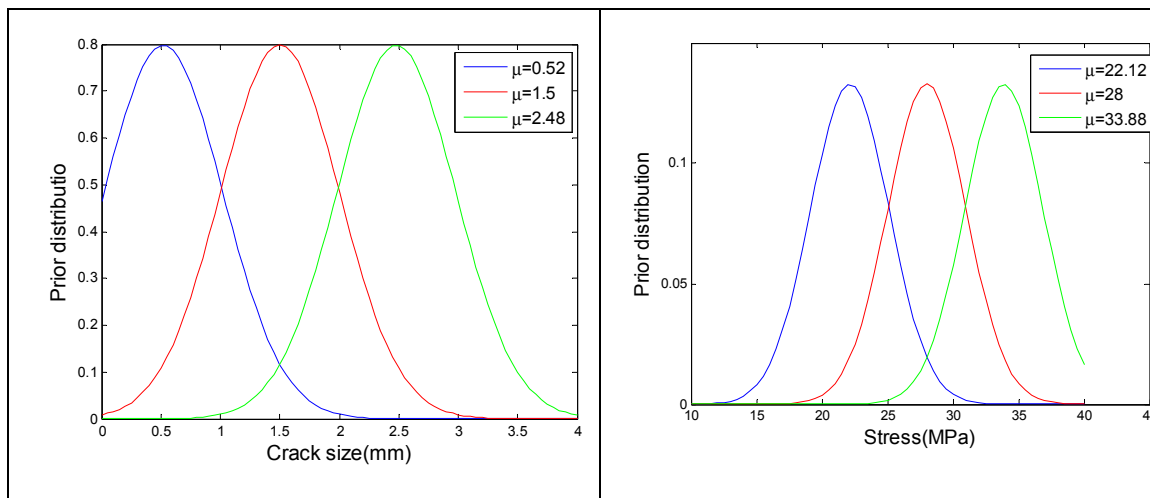 0.8
0.7
0.6
0.5
0.4
0.3
0.2
0.1
0
Prior distributio
0 0.5 1 1.5 2 2.5 3 3.5 4
Crack size(mm)
μ=0.52
μ=1.5
μ=2.48
0.1
0.05
0
Prior distribution
10 15 20 25 30 35 40 4
Stress(MPa)
μ=22.12
μ=28
μ=33.88